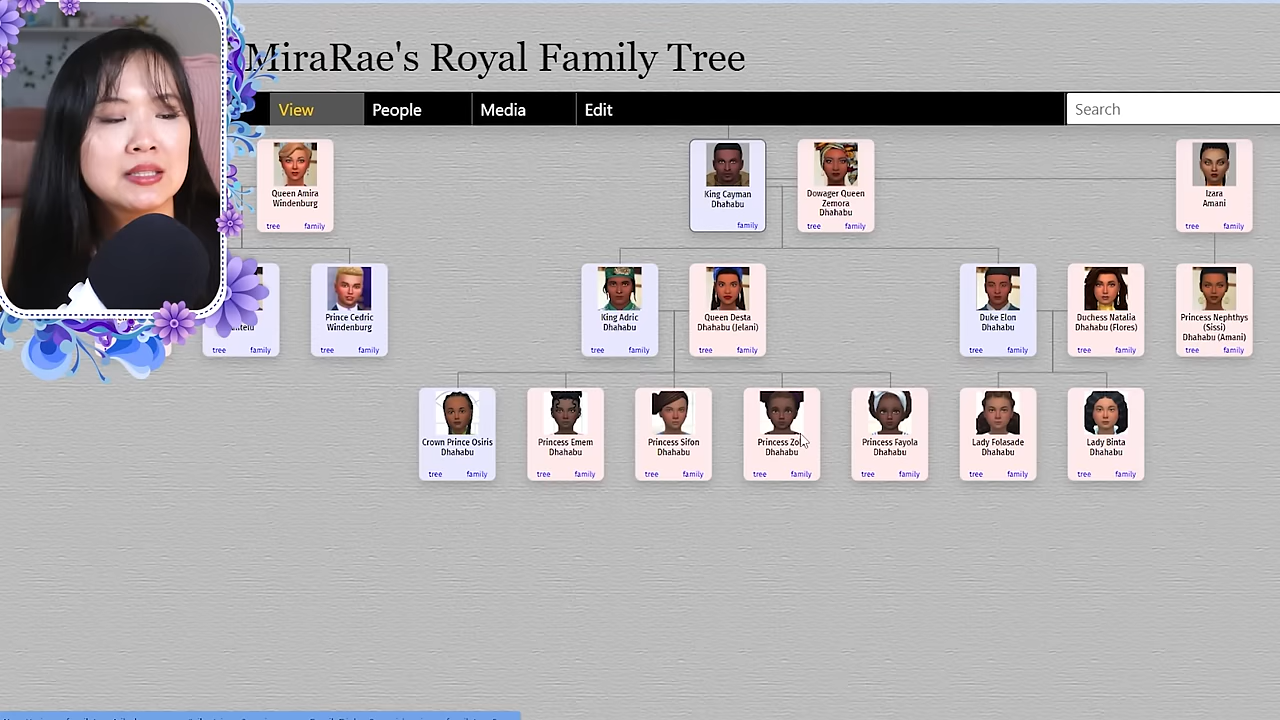 MiraRae's Royal Family Tree
View People Media Edit Search
Queen Amira
Windenburg
tree family
King Cayman
Dhahabu
family
Dowager Queen
Zemora
Dhahabu
tree family
Izara
Amani
tree family
tree family
Prince Cedric
Windenburg
tree family
King Adric
Dhahabu
tree family
Queen Desta
Dhahabu (Jelani)
tree family
Duke Elon
Dhahabu
tree family
Duchess Natalia
Dhahabu (Flores)
tree family
Princess Nephthys
(Sissi)
Dhahabu (Amani)
tree family
Crown Prince Osiris
Dhahabu
tree family
Princess Emem
Dhahabu
tree family
Princess Sifon
Dhahabu
tree family
Princess
Dhahabu
tree family
Princess Fayola
Dhahabu
tree family
Lady Folasade
Dhahabu
tree family
Lady Binta
Dhahabu
tree family